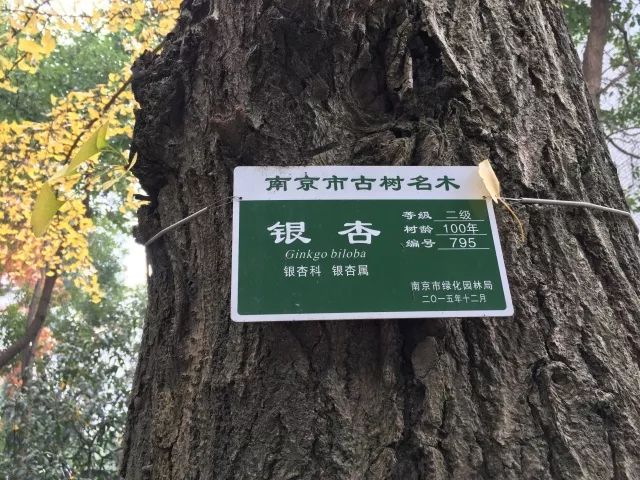 南京市古树名木
银杏
Ginkgo biloba
银杏科 银杏属
等级 二级
树龄 100年
编号 795
南京市绿化园林局
二〇一五年十二月